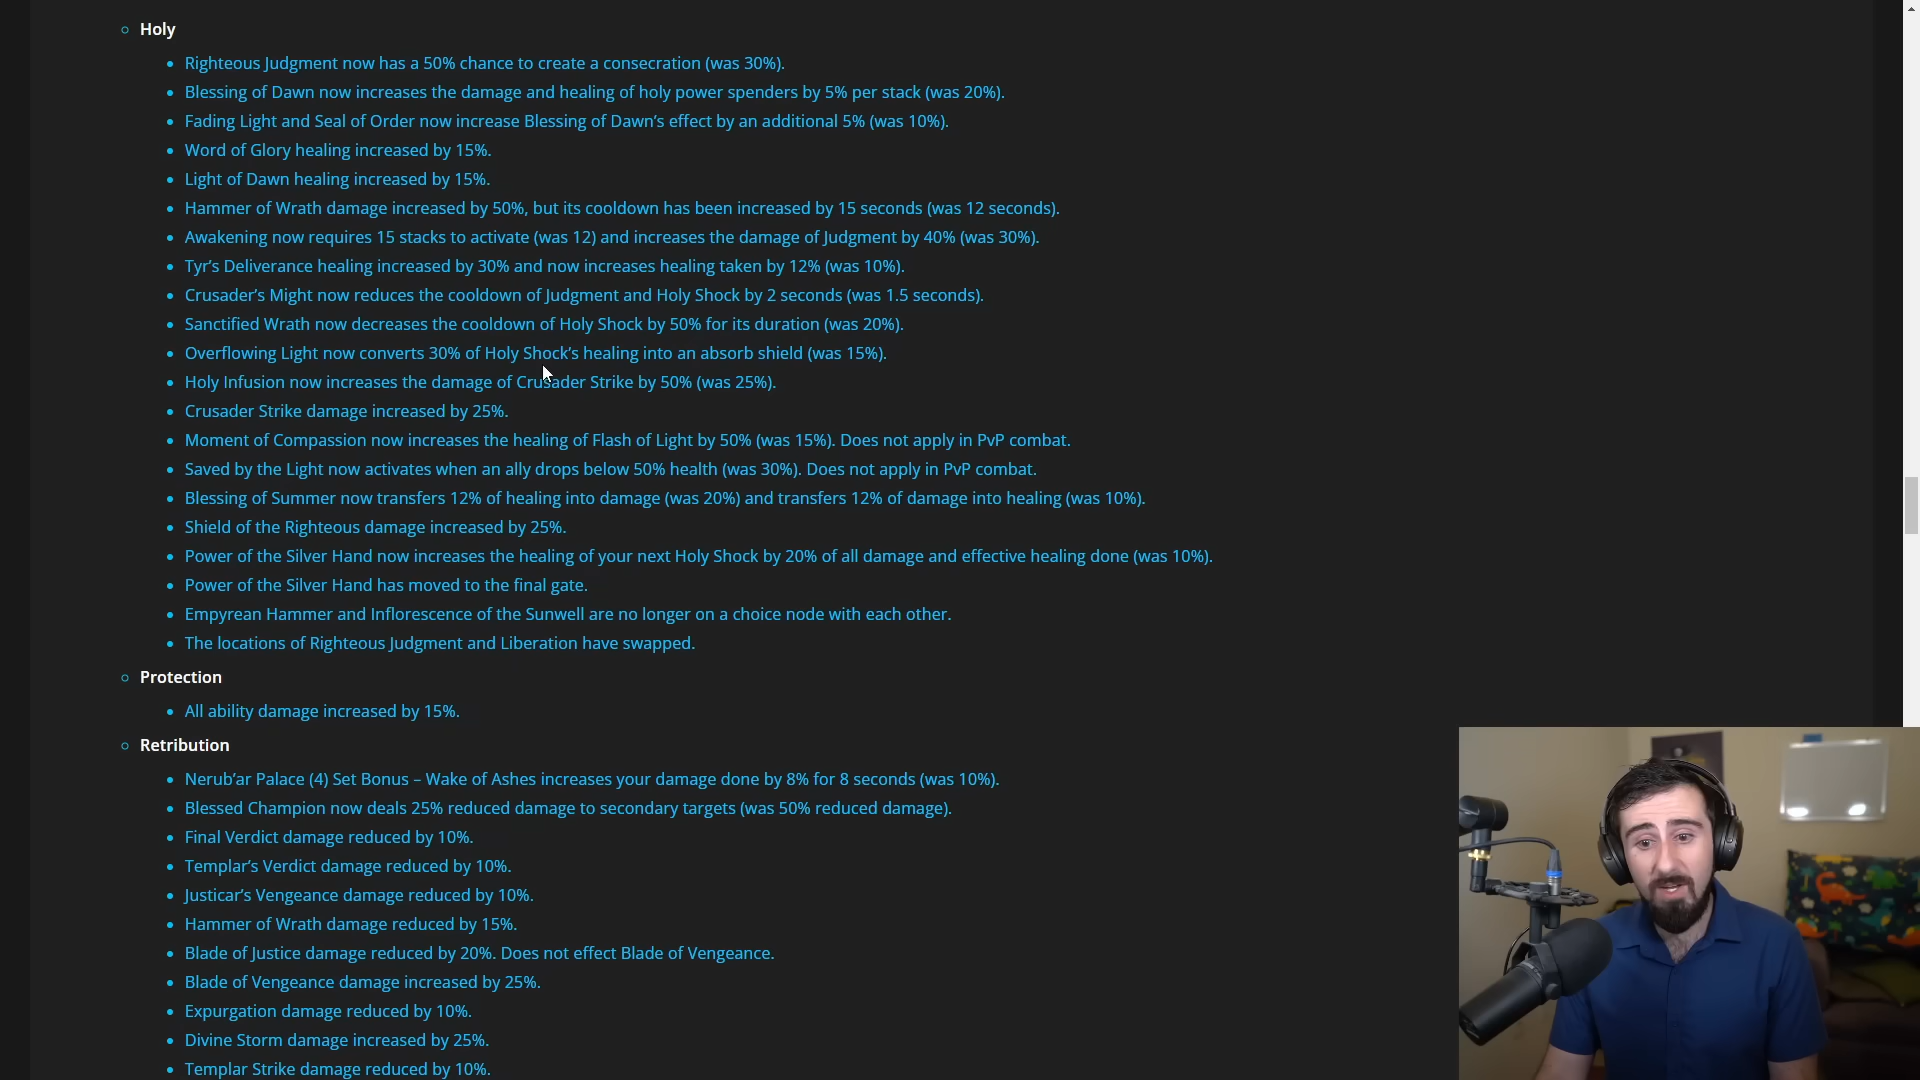 Holy
Righteous Judgment now has a 50% chance to create a consecration (was 30%).
Blessing of Dawn now increases the damage and healing of holy power spenders by 5% per stack (was 20%).
Fading Light and Seal of Order now increase Blessing of Dawn’s effect by an additional 5% (was 10%).
Word of Glory healing increased by 15%.
Light of Dawn healing increased by 15%.
Hammer of Wrath damage increased by 50%, but its cooldown has been increased by 15 seconds (was 12 seconds).
Awakening now requires 15 stacks to activate (was 12) and increases the damage of Judgment by 40% (was 30%).
Tyr’s Deliverance healing increased by 30% and now increases healing taken by 12% (was 10%).
Crusader’s Might now reduces the cooldown of Judgment and Holy Shock by 2 seconds (was 1.5 seconds).
Sanctified Wrath now decreases the cooldown of Holy Shock by 50% for its duration (was 20%).
Overflowing Light now converts 30% of Holy Shock’s healing into an absorb shield (was 15%).
Holy Infusion now increases the damage of Crusader Strike by 50% (was 25%).
Crusader Strike damage increased by 25%.
Moment of Compassion now increases the healing of Flash of Light by 50% (was 15%). Does not apply in PvP combat.
Saved by the Light now activates when an ally drops below 50% health (was 30%). Does not apply in PvP combat.
Blessing of Summer now transfers 12% of healing into damage (was 20%) and transfers 12% of damage into healing (was 10%).
Shield of the Righteous damage increased by 25%.
Power of the Silver Hand now increases the healing of your next Holy Shock by 20% of all damage and effective healing done (was 10%).
Power of the Silver Hand has moved to the final gate.
Empyrean Hammer and Inflorescence of the Sunwell are no longer on a choice node with each other.
The locations of Righteous Judgment and Liberation have swapped.
Protection
All ability damage increased by 15%.
Retribution
Nerub’ar Palace (4) Set Bonus – Wake of Ashes increases your damage done by 8% for 8 seconds (was 10%).
Blessed Champion now deals 25% reduced damage to secondary targets (was 50% reduced damage).
Final Verdict damage reduced by 10%.
Templar’s Verdict damage reduced by 10%.
Justicar’s Vengeance damage reduced by 10%.
Hammer of Wrath damage reduced by 15%.
Blade of Justice damage reduced by 20%. Does not effect Blade of Vengeance.
Blade of Vengeance damage increased by 25%.
Expurgation damage reduced by 10%.
Divine Storm damage increased by 25%.
Templar Strike damage reduced by 10%.